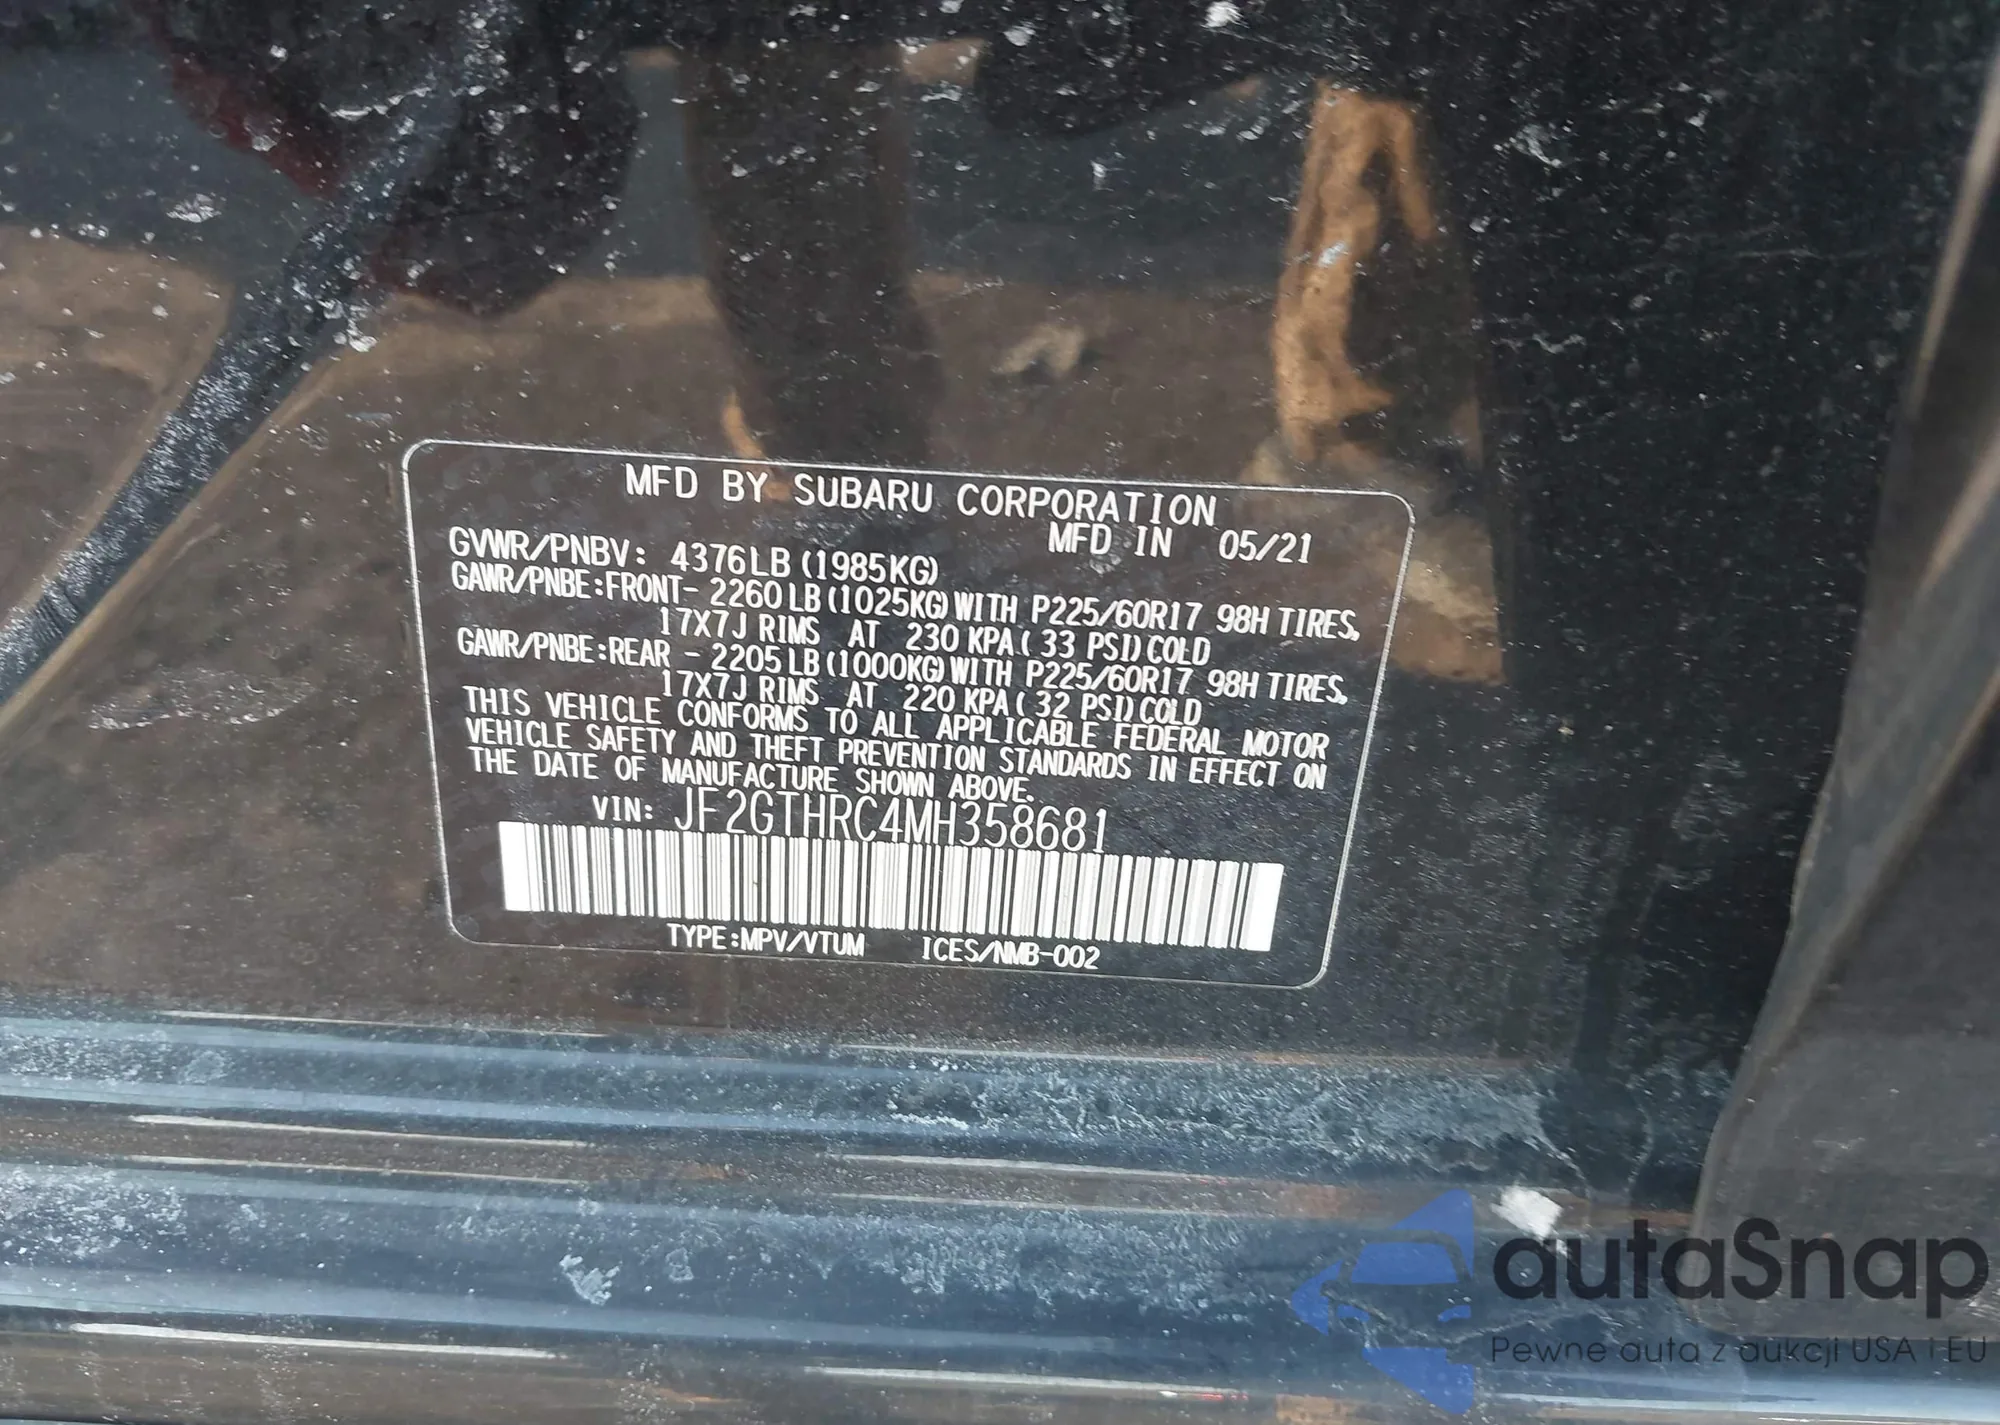 MFD BY SUBARU CORPORATION
MFD IN 05/21
GVWR/PNBV: 4376LB(1985KG)
GAWR/PNBE:FRONT- 2260LB(1025KG)WITH P225/60R17 98H TIRES,
17X7J RIMS AT 230 KPA( 33 PSI)COLD
GAWR/PNBE:REAR - 2205LB(1000KG)WITH P225/60R17 98H TIRES,
17X7J RIMS AT 220 KPA( 32 PSI)COLD
THIS VEHICLE CONFORMS TO ALL APPLICABLE FEDERAL MOTOR
VEHICLE SAFETY AND THEFT PREVENTION STANDARDS IN EFFECT ON
THE DATE OF MANUFACTURE SHOWN ABOVE.
VIN: JF2GTHRC4MH358681
TYPE:MPV/VTUM ICES/NMB-002
autaSnap
Pewne auta z aukcji USA i EU